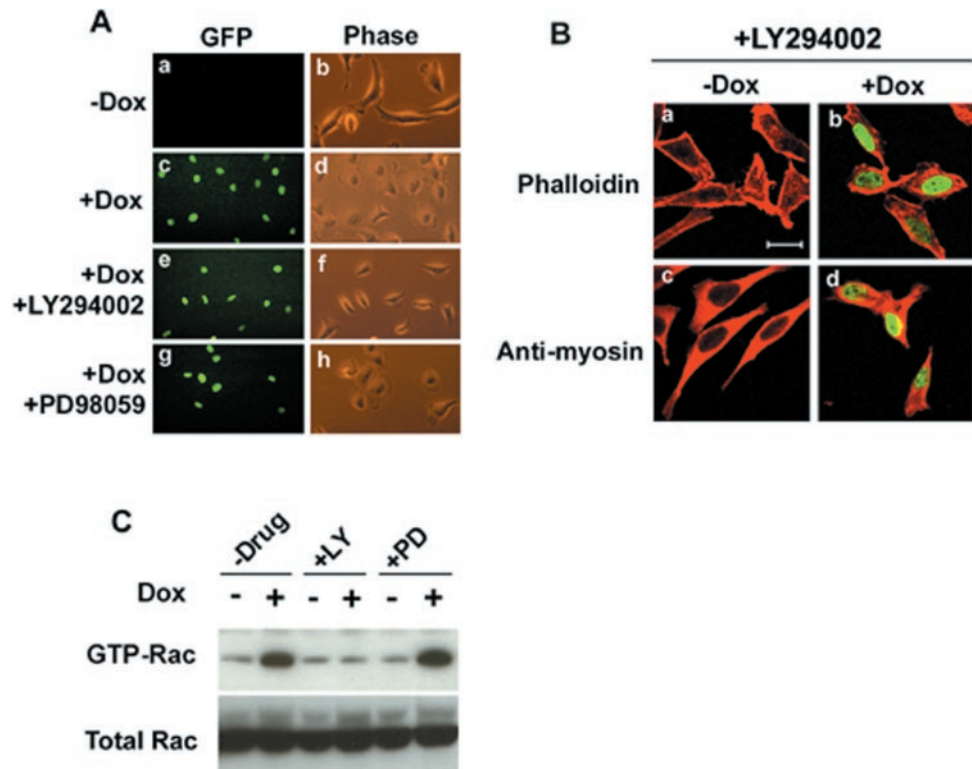 A
GFP Phase
-Dox
a b
+Dox
c d
+Dox
+LY294002
e f
+Dox
+PD98059
g h
B
+LY294002
-Dox +Dox
Phalloidin
a b
Anti-myosin
c d
C
-Drug +LY +PD
Dox - + - + - +
GTP-Rac
Total Rac